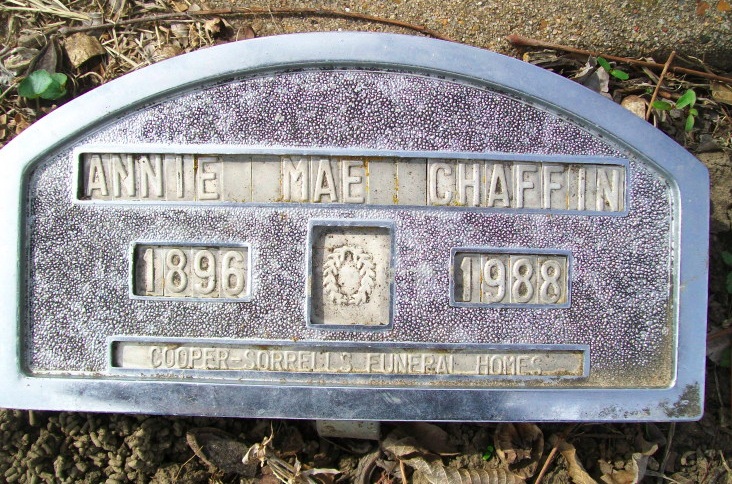 ANNIE MAE CHAFFIN
1896 1988
COOPER-SORRELLS FUNERAL HOMES